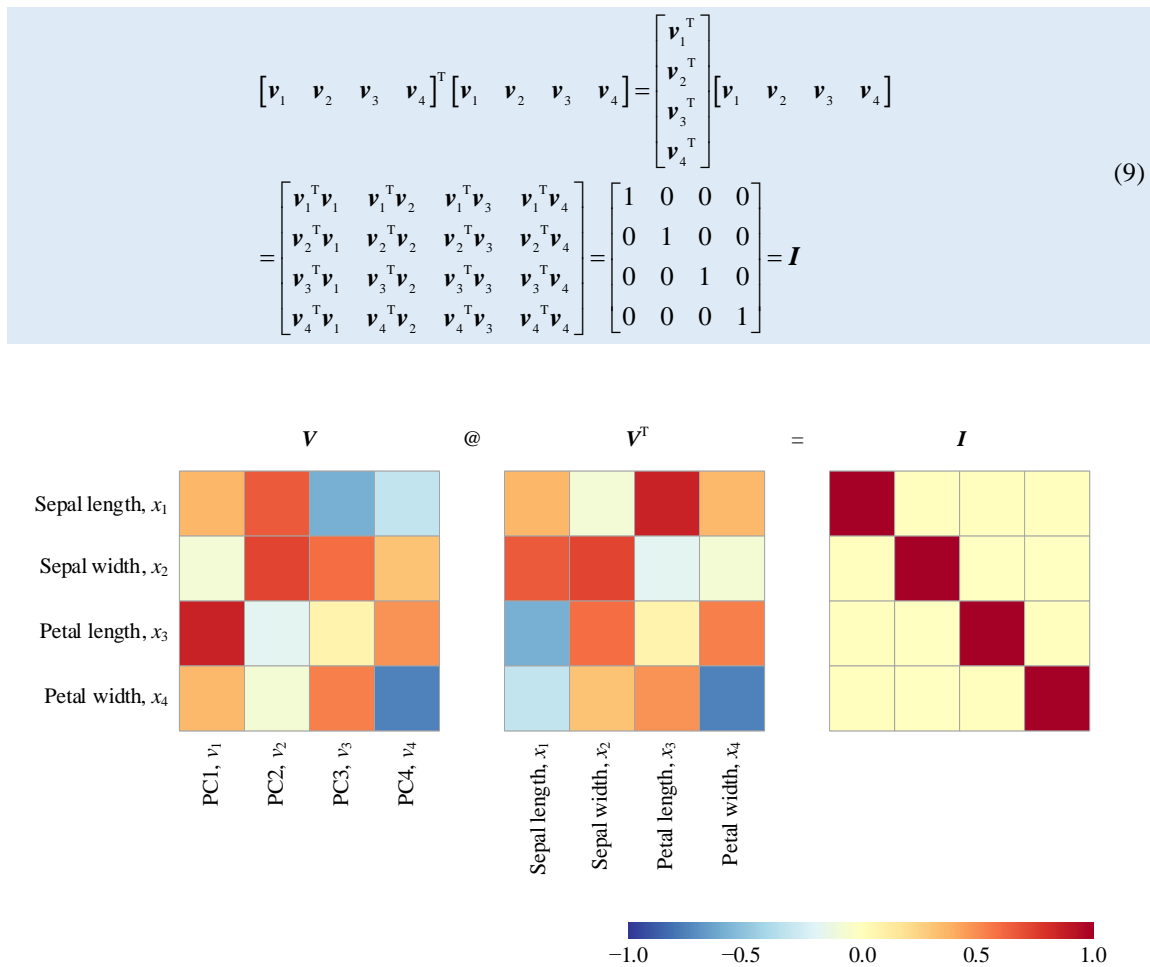 [v₁ v₂ v₃ v₄]ᵀ [v₁ v₂ v₃ v₄] = [v₁ᵀ
v₂ᵀ
v₃ᵀ
v₄ᵀ] [v₁ v₂ v₃ v₄]
= [v₁ᵀv₁ v₁ᵀv₂ v₁ᵀv₃ v₁ᵀv₄
v₂ᵀv₁ v₂ᵀv₂ v₂ᵀv₃ v₂ᵀv₄
v₃ᵀv₁ v₃ᵀv₂ v₃ᵀv₃ v₃ᵀv₄
v₄ᵀv₁ v₄ᵀv₂ v₄ᵀv₃ v₄ᵀv₄] = [1 0 0 0
0 1 0 0
0 0 1 0
0 0 0 1] = I
(9)
V @ Vᵀ = I
Sepal length, x₁
Sepal width, x₂
Petal length, x₃
Petal width, x₄
PC1, v₁
PC2, v₂
PC3, v₃
PC4, v₄
Sepal length, x₁
Sepal width, x₂
Petal length, x₃
Petal width, x₄
−1.0 −0.5 0.0 0.5 1.0